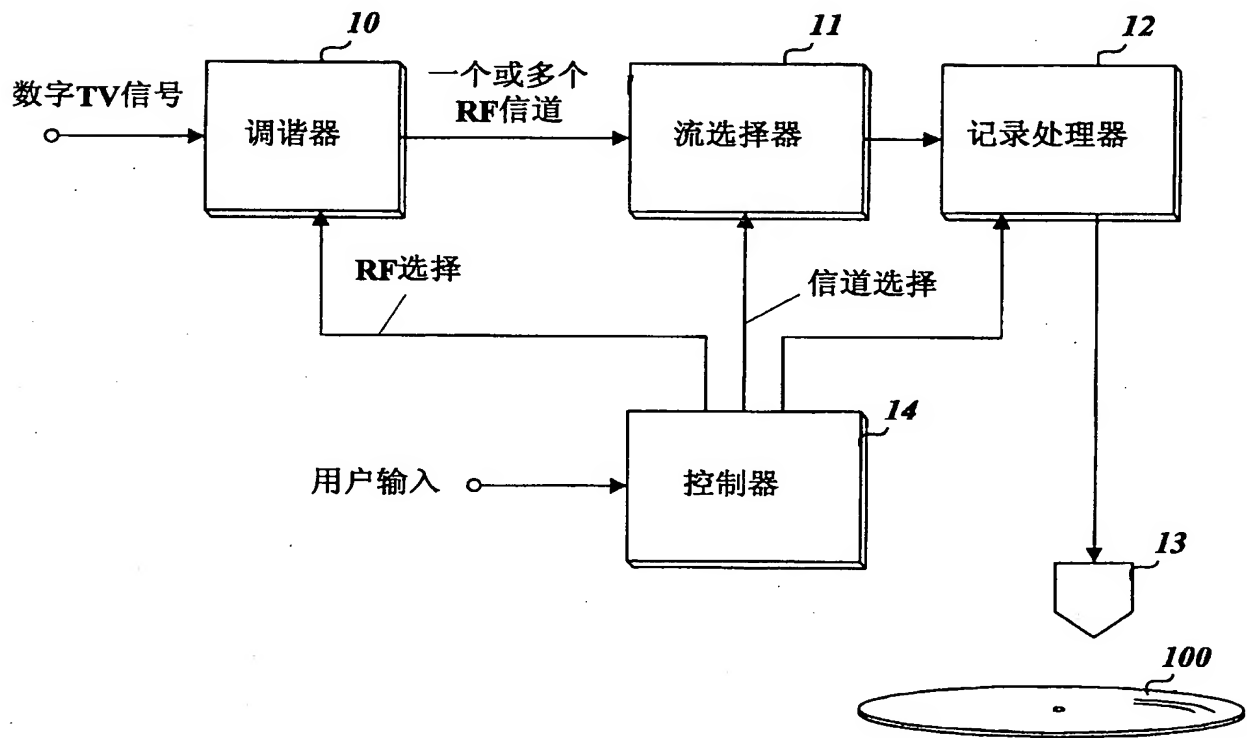 10
11
12
数字TV信号
一个或多个
RF信道
调谐器
流选择器
记录处理器
RF选择
信道选择
14
用户输入
控制器
13
100